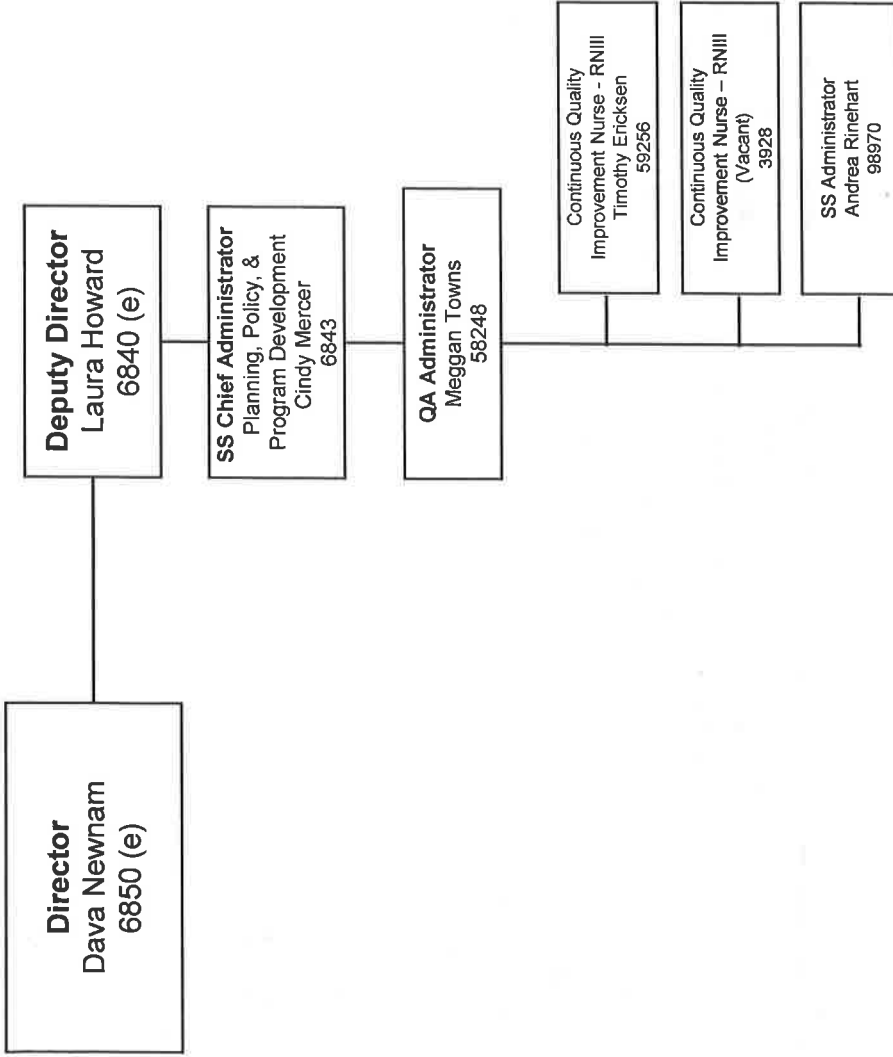 Director
Dava Newnam
6850 (e)
Deputy Director
Laura Howard
6840 (e)
SS Chief Administrator
Planning, Policy, &
Program Development
Cindy Mercer
6843
QA Administrator
Meggan Towns
58248
Continuous Quality
Improvement Nurse - RNIII
Timothy Ericksen
59256
Continuous Quality
Improvement Nurse – RNIII
(Vacant)
3928
SS Administrator
Andrea Rinehart
98970